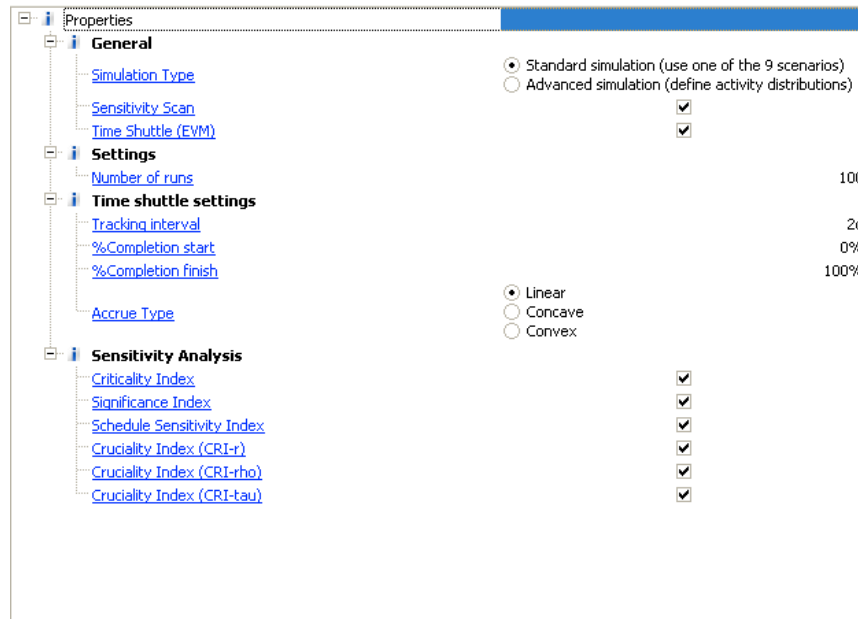 Properties
General
Simulation Type
Standard simulation (use one of the 9 scenarios)
Advanced simulation (define activity distributions)
Sensitivity Scan
Time Shuttle (EVM)
Settings
Number of runs 100
Time shuttle settings
Tracking interval
%Completion start 0%
%Completion finish 100%
Accrue Type
Linear
Concave
Convex
Sensitivity Analysis
Criticality Index
Significance Index
Schedule Sensitivity Index
Cruciality Index (CRI-r)
Cruciality Index (CRI-rho)
Cruciality Index (CRI-tau)